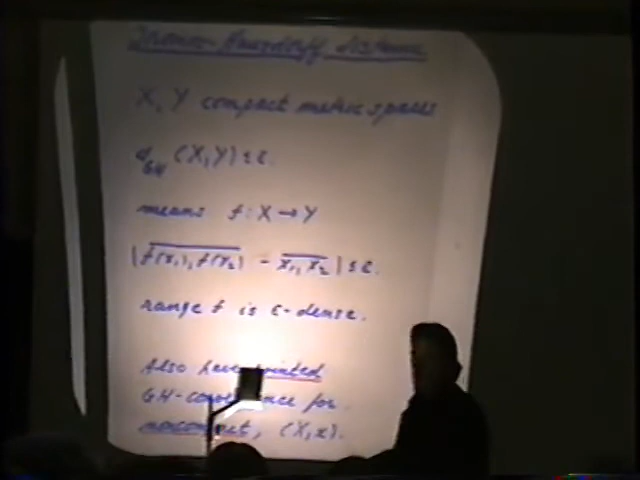 Gromov-Hausdorff distance
X, Y compact metric spaces
d_GH (X,Y) ≤ ε.
means f: X → Y
|f(x₁), f(x₂) - x₁, x₂| ≤ ε.
range f is ε-dense.
Also have pointed
GH-convergence for
noncompact, (X,x).